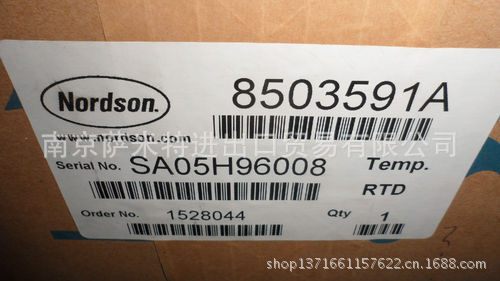 Nordson
8503591A
www.nordson.com
南京萨米特进出口贸易有限公司
Serial No. SA05H96008 Temp.
RTD
Order No. 1528044 Qty 1
shop1371661157622.cn.1688.com